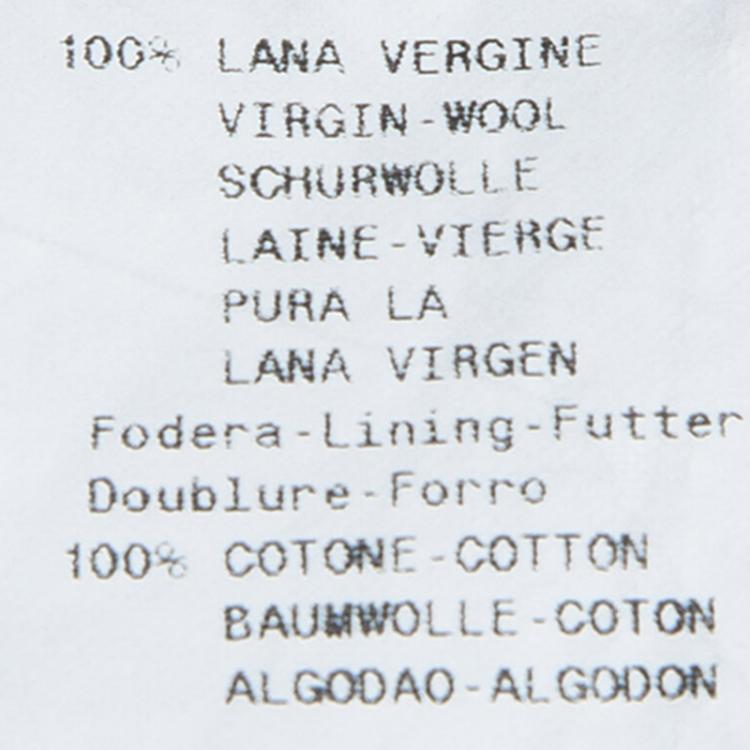 100% LANA VERGINE
VIRGIN-WOOL
SCHURWOLLE
LAINE-VIERGE
PURA LA
LANA VIRGEN
Fodera-Lining-Futter
Doublure-Forro
100% COTONE-COTTON
BAUMWOLLE-COTON
ALGODAO-ALGODON